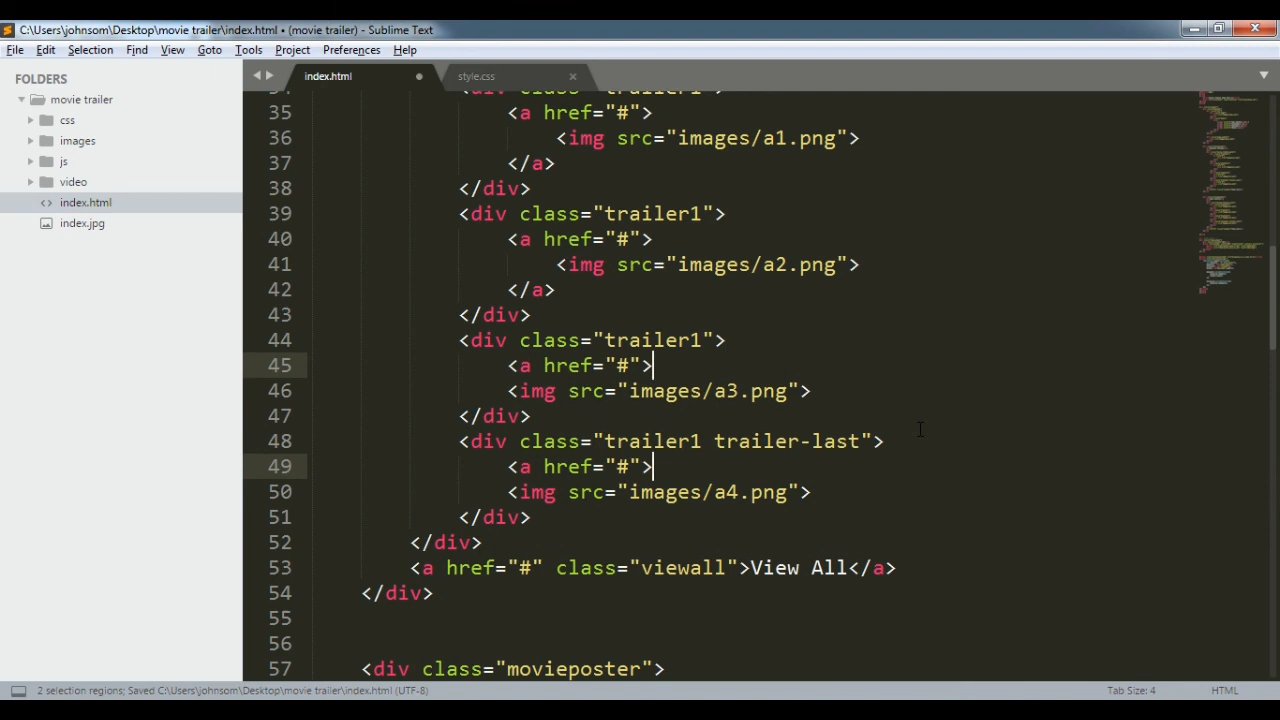 C:\Users\johnsom\Desktop\movie trailer\index.html • (movie trailer) - Sublime Text
File Edit Selection Find View Goto Tools Project Preferences Help
FOLDERS
movie trailer
css
images
js
video
index.html
index.jpg
index.html
style.css
34 <div class="trailer1">
35 <a href="#">
36 <img src="images/a1.png">
37 </a>
38 </div>
39 <div class="trailer1">
40 <a href="#">
41 <img src="images/a2.png">
42 </a>
43 </div>
44 <div class="trailer1">
45 <a href="#">
46 <img src="images/a3.png">
47 </div>
48 <div class="trailer1 trailer-last">
49 <a href="#">
50 <img src="images/a4.png">
51 </div>
52 </div>
53 <a href="#" class="viewall">View All</a>
54 </div>
55
56
57 <div class="movieposter">
2 selection regions; Saved C:\Users\johnsom\Desktop\movie trailer\index.html (UTF-8)
Tab Size: 4
HTML